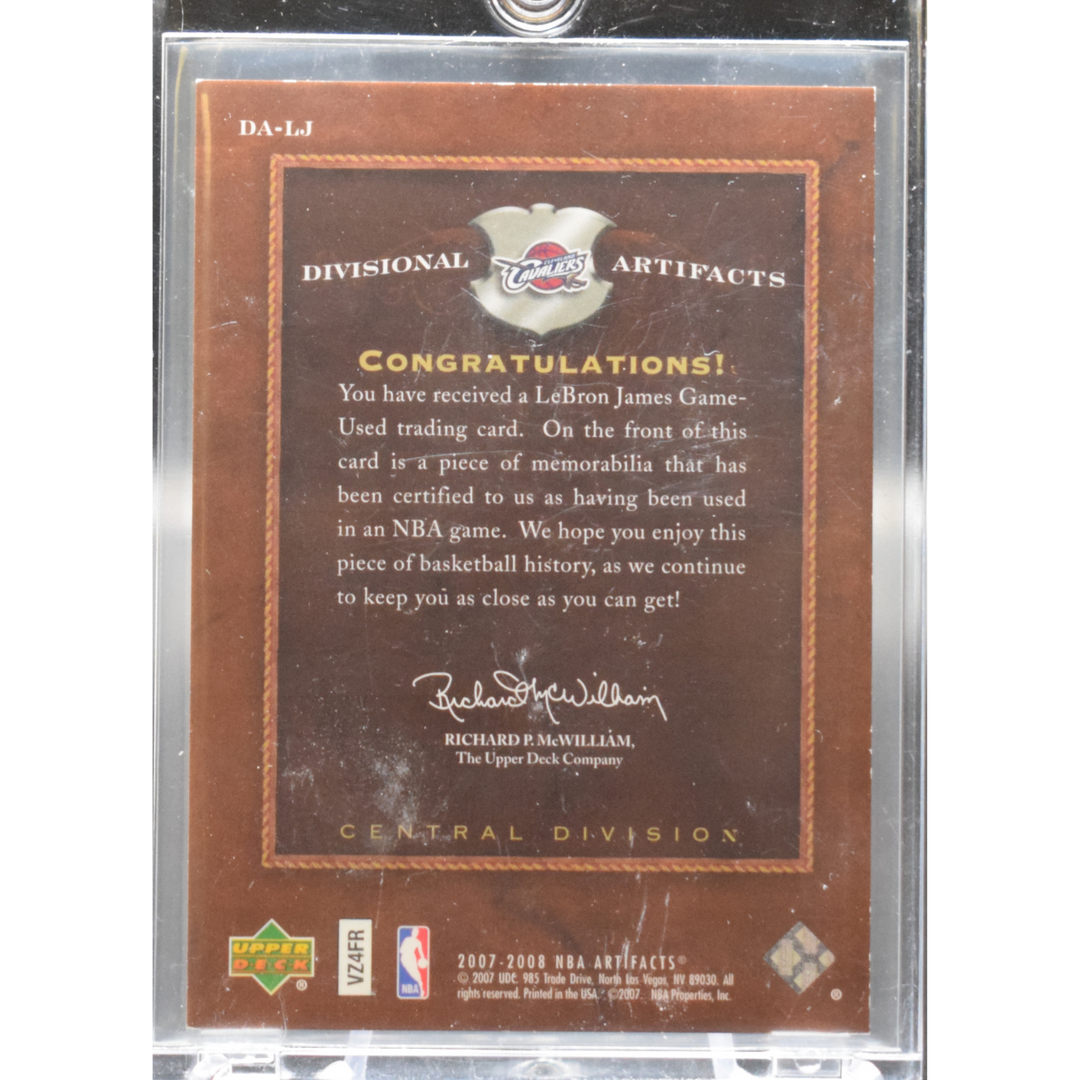 DA-LJ
DIVISIONAL ARTIFACTS
CLEVELAND
CAVALIERS
CONGRATULATIONS!
You have received a LeBron James Game-
Used trading card. On the front of this
card is a piece of memorabilia that has
been certified to us as having been used
in an NBA game. We hope you enjoy this
piece of basketball history, as we continue
to keep you as close as you can get!
Richard McWilliam
RICHARD P. McWILLIAM,
The Upper Deck Company
CENTRAL DIVISION
UPPER
DECK
®
VZ4FR
NBA
2007-2008 NBA ARTIFACTS®
© 2007 UDC. 985 Trade Drive, North Las Vegas, NV 89030. All
rights reserved. Printed in the USA. ©2007 NBA Properties, Inc.
®